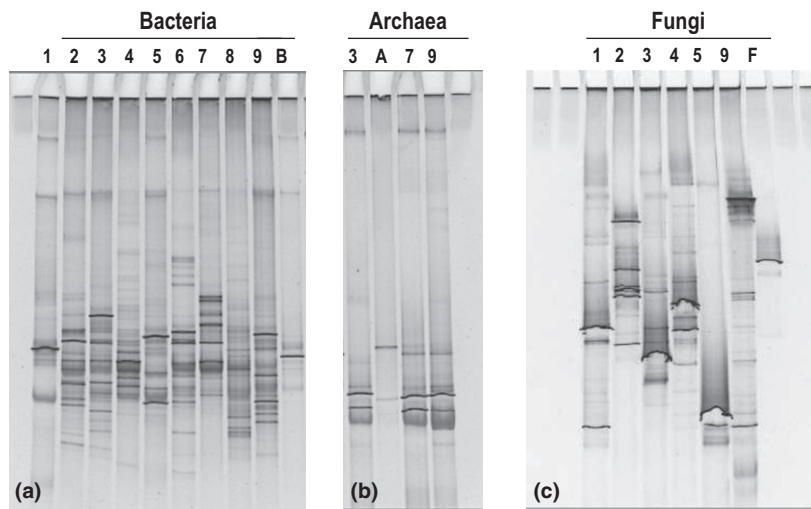 Bacteria
1 2 3 4 5 6 7 8 9 B
(a)
Archaea
3 A 7 9
(b)
Fungi
1 2 3 4 5 9 F
(c)